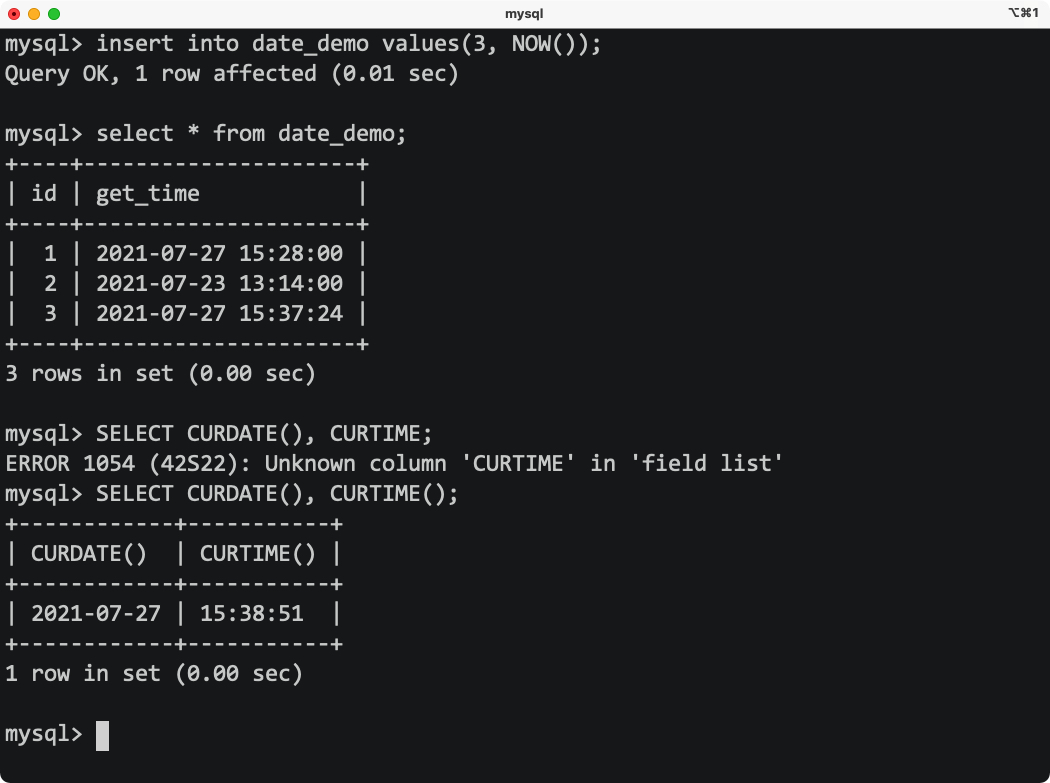 mysql
⌥⌘1
mysql> insert into date_demo values(3, NOW());
Query OK, 1 row affected (0.01 sec)
mysql> select * from date_demo;
+----+---------------------+
| id | get_time            |
+----+---------------------+
|  1 | 2021-07-27 15:28:00 |
|  2 | 2021-07-23 13:14:00 |
|  3 | 2021-07-27 15:37:24 |
+----+---------------------+
3 rows in set (0.00 sec)
mysql> SELECT CURDATE(), CURTIME;
ERROR 1054 (42S22): Unknown column 'CURTIME' in 'field list'
mysql> SELECT CURDATE(), CURTIME();
+------------+-----------+
| CURDATE()  | CURTIME() |
+------------+-----------+
| 2021-07-27 | 15:38:51  |
+------------+-----------+
1 row in set (0.00 sec)
mysql>